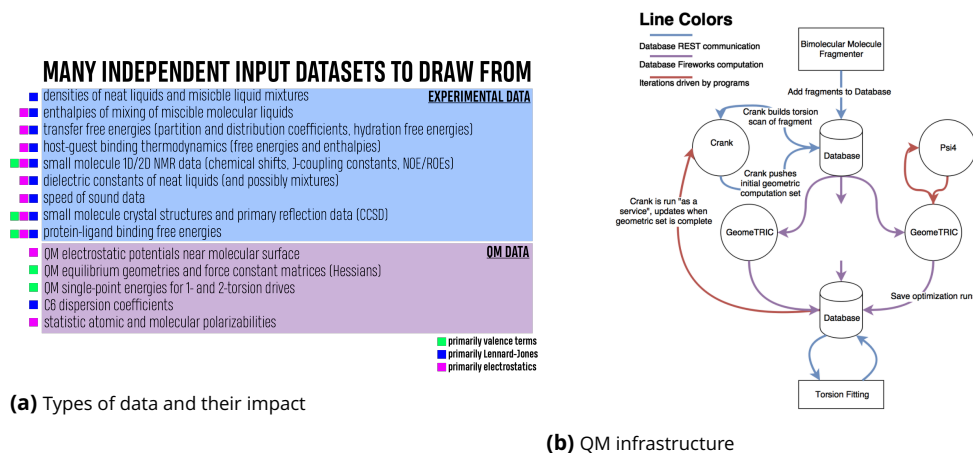 MANY INDEPENDENT INPUT DATASETS TO DRAW FROM
densities of neat liquids and misicble liquid mixtures
EXPERIMENTAL DATA
enthalpies of mixing of miscible molecular liquids
transfer free energies (partition and distribution coefficients, hydration free energies)
host-guest binding thermodynamics (free energies and enthalpies)
small molecule 1D/2D NMR data (chemical shifts, J-coupling constants, NOE/ROEs)
dielectric constants of neat liquids (and possibly mixtures)
speed of sound data
small molecule crystal structures and primary reflection data (CCSD)
protein-ligand binding free energies
QM electrostatic potentials near molecular surface
QM DATA
QM equilibrium geometries and force constant matrices (Hessians)
QM single-point energies for 1- and 2-torsion drives
C6 dispersion coefficients
statistic atomic and molecular polarizabilities
primarily valence terms
primarily Lennard-Jones
primarily electrostatics
(a) Types of data and their impact
Line Colors
Database REST communication
Database Fireworks computation
Iterations driven by programs
Bimolecular Molecule
Fragmenter
Add fragments to Database
Crank builds torsion
scan of fragment
Crank
Database
Psi4
Crank pushes
initial geometric
computation set
Crank is run "as a
service", updates when
geometric set is complete
GeomeTRIC
GeomeTRIC
Save optimization run
Database
Torsion Fitting
(b) QM infrastructure